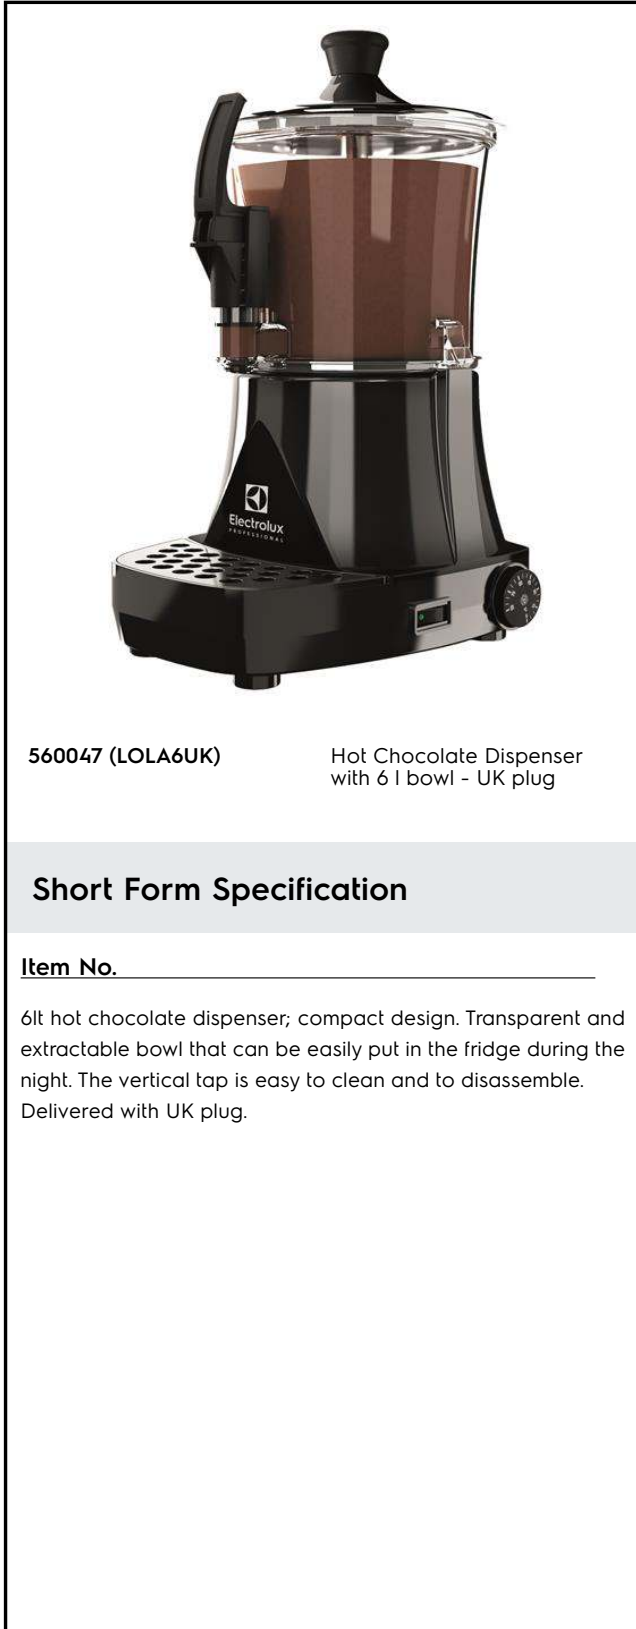 Electrolux
PROFESSIONAL
560047 (LOLA6UK)
Hot Chocolate Dispenser
with 6 l bowl - UK plug
Short Form Specification
Item No.
6lt hot chocolate dispenser; compact design. Transparent and
extractable bowl that can be easily put in the fridge during the
night. The vertical tap is easy to clean and to disassemble.
Delivered with UK plug.